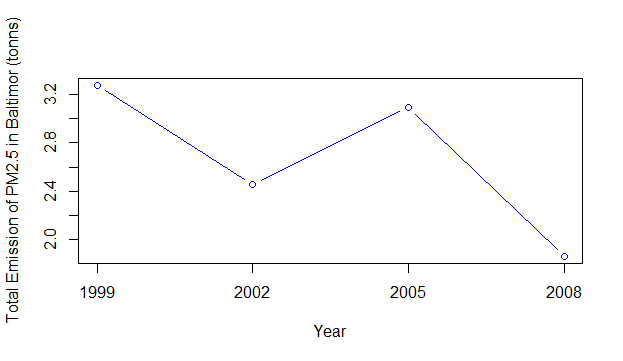 Total Emission of PM2.5 in Baltimor (tonns)
3.2
2.8
2.4
2.0
1999 2002 2005 2008
Year